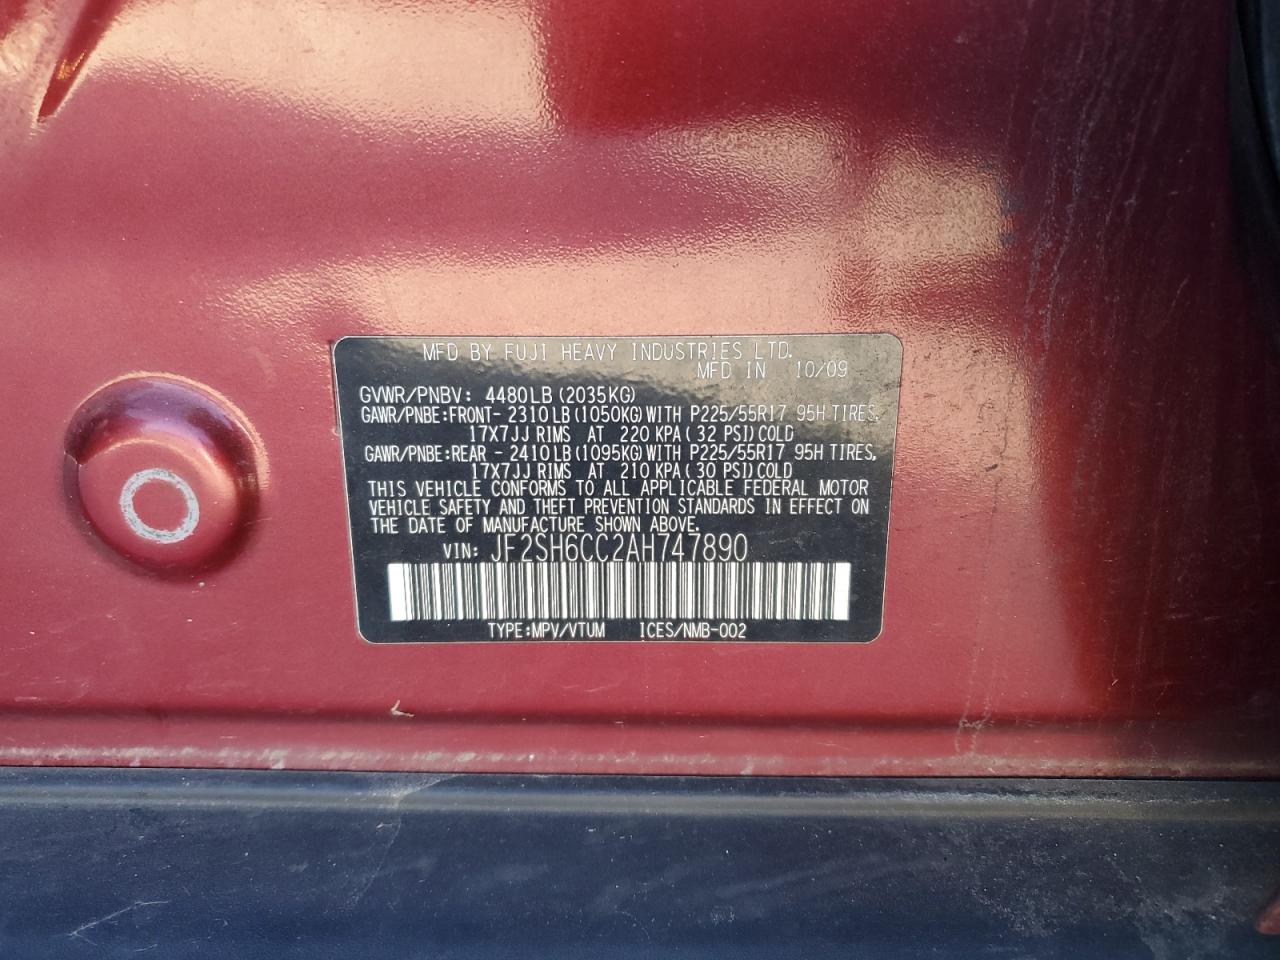 MFD BY FUJI HEAVY INDUSTRIES LTD.
MFD IN 10/09
GVWR/PNBV: 4480LB (2035KG)
GAWR/PNBE:FRONT- 2310LB (1050KG) WITH P225/55R17 95H TIRES,
17X7JJ RIMS AT 220 KPA( 32 PSI) COLD
GAWR/PNBE:REAR - 2410LB (1095KG) WITH P225/55R17 95H TIRES,
17X7JJ RIMS AT 210 KPA( 30 PSI) COLD
THIS VEHICLE CONFORMS TO ALL APPLICABLE FEDERAL MOTOR
VEHICLE SAFETY AND THEFT PREVENTION STANDARDS IN EFFECT ON
THE DATE OF MANUFACTURE SHOWN ABOVE.
VIN: JF2SH6CC2AH747890
TYPE:MPV/VTUM ICES/NMB-002